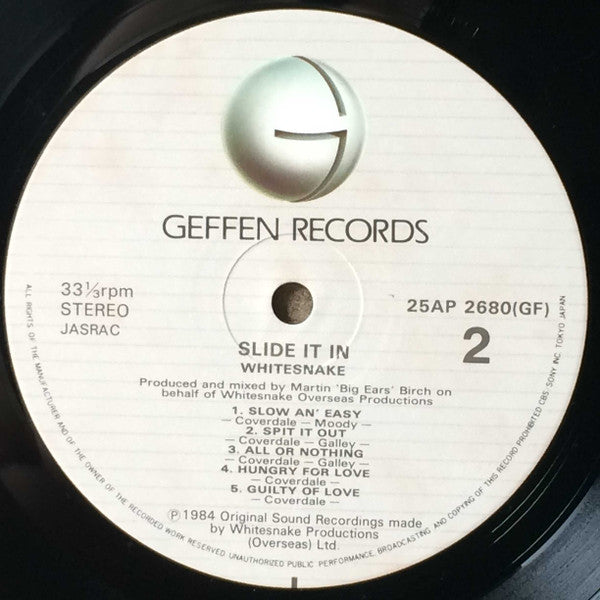 GEFFEN RECORDS
33⅓rpm
STEREO
JASRAC
25AP 2680(GF)
2
SLIDE IT IN
WHITESNAKE
Produced and mixed by Martin 'Big Ears' Birch on
behalf of Whitesnake Overseas Productions
1. SLOW AN' EASY
— Coverdale – Moody —
2. SPIT IT OUT
— Coverdale – Galley —
3. ALL OR NOTHING
— Coverdale – Galley —
4. HUNGRY FOR LOVE
— Coverdale —
5. GUILTY OF LOVE
— Coverdale —
Ⓟ1984 Original Sound Recordings made
by Whitesnake Productions
(Overseas) Ltd.
ALL RIGHTS OF THE MANUFACTURER AND OF THE OWNER OF THE RECORDED WORK RESERVED UNAUTHORIZED PUBLIC PERFORMANCE, BROADCASTING AND COPYING OF THIS RECORD PROHIBITED CBS/SONY INC. TOKYO JAPAN